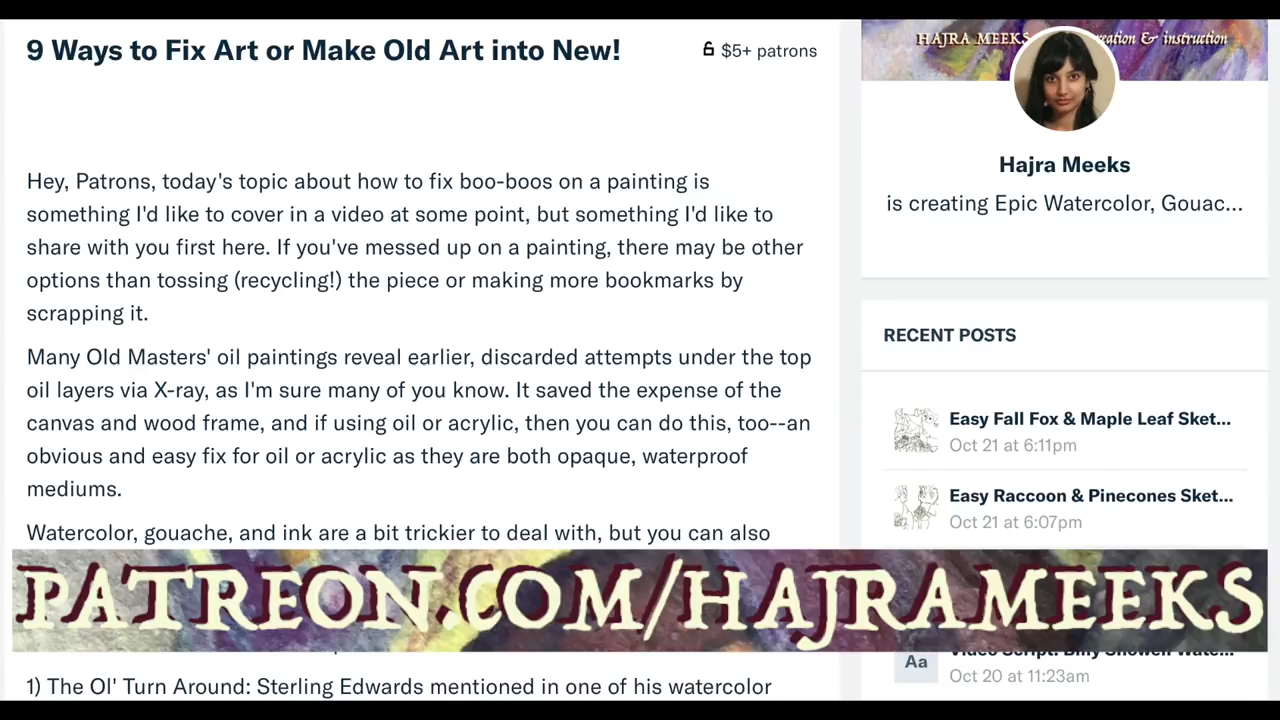 9 Ways to Fix Art or Make Old Art into New!
$5+ patrons
Hey, Patrons, today's topic about how to fix boo-boos on a painting is
something I'd like to cover in a video at some point, but something I'd like to
share with you first here. If you've messed up on a painting, there may be other
options than tossing (recycling!) the piece or making more bookmarks by
scrapping it.
Many Old Masters' oil paintings reveal earlier, discarded attempts under the top
oil layers via X-ray, as I'm sure many of you know. It saved the expense of the
canvas and wood frame, and if using oil or acrylic, then you can do this, too--an
obvious and easy fix for oil or acrylic as they are both opaque, waterproof
mediums.
Watercolor, gouache, and ink are a bit trickier to deal with, but you can also
1) The Ol' Turn Around: Sterling Edwards mentioned in one of his watercolor
HAJRA MEEKS
& instruction
Hajra Meeks
is creating Epic Watercolor, Gouac...
RECENT POSTS
Easy Fall Fox & Maple Leaf Sket...
Oct 21 at 6:11pm
Easy Raccoon & Pinecones Sket...
Oct 21 at 6:07pm
PATREON.COM/HAJRAMEEKS
Aa
Video Script: Billy Showell Wate...
Oct 20 at 11:23am